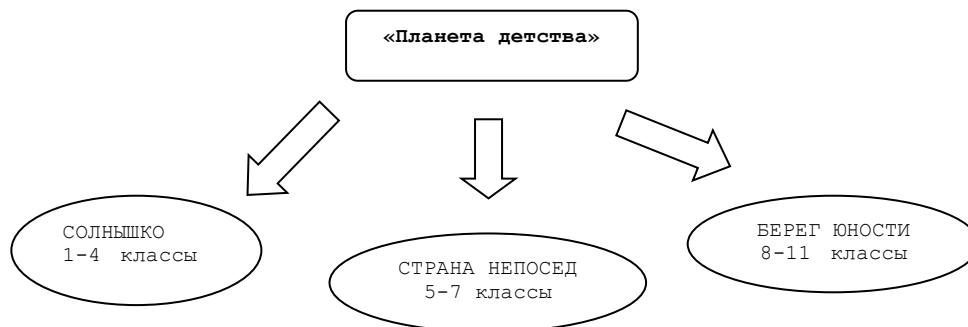 «Планета детства»
СОЛНЫШКО
1-4 классы
СТРАНА НЕПОСЕД
5-7 классы
БЕРЕГ ЮНОСТИ
8-11 классы